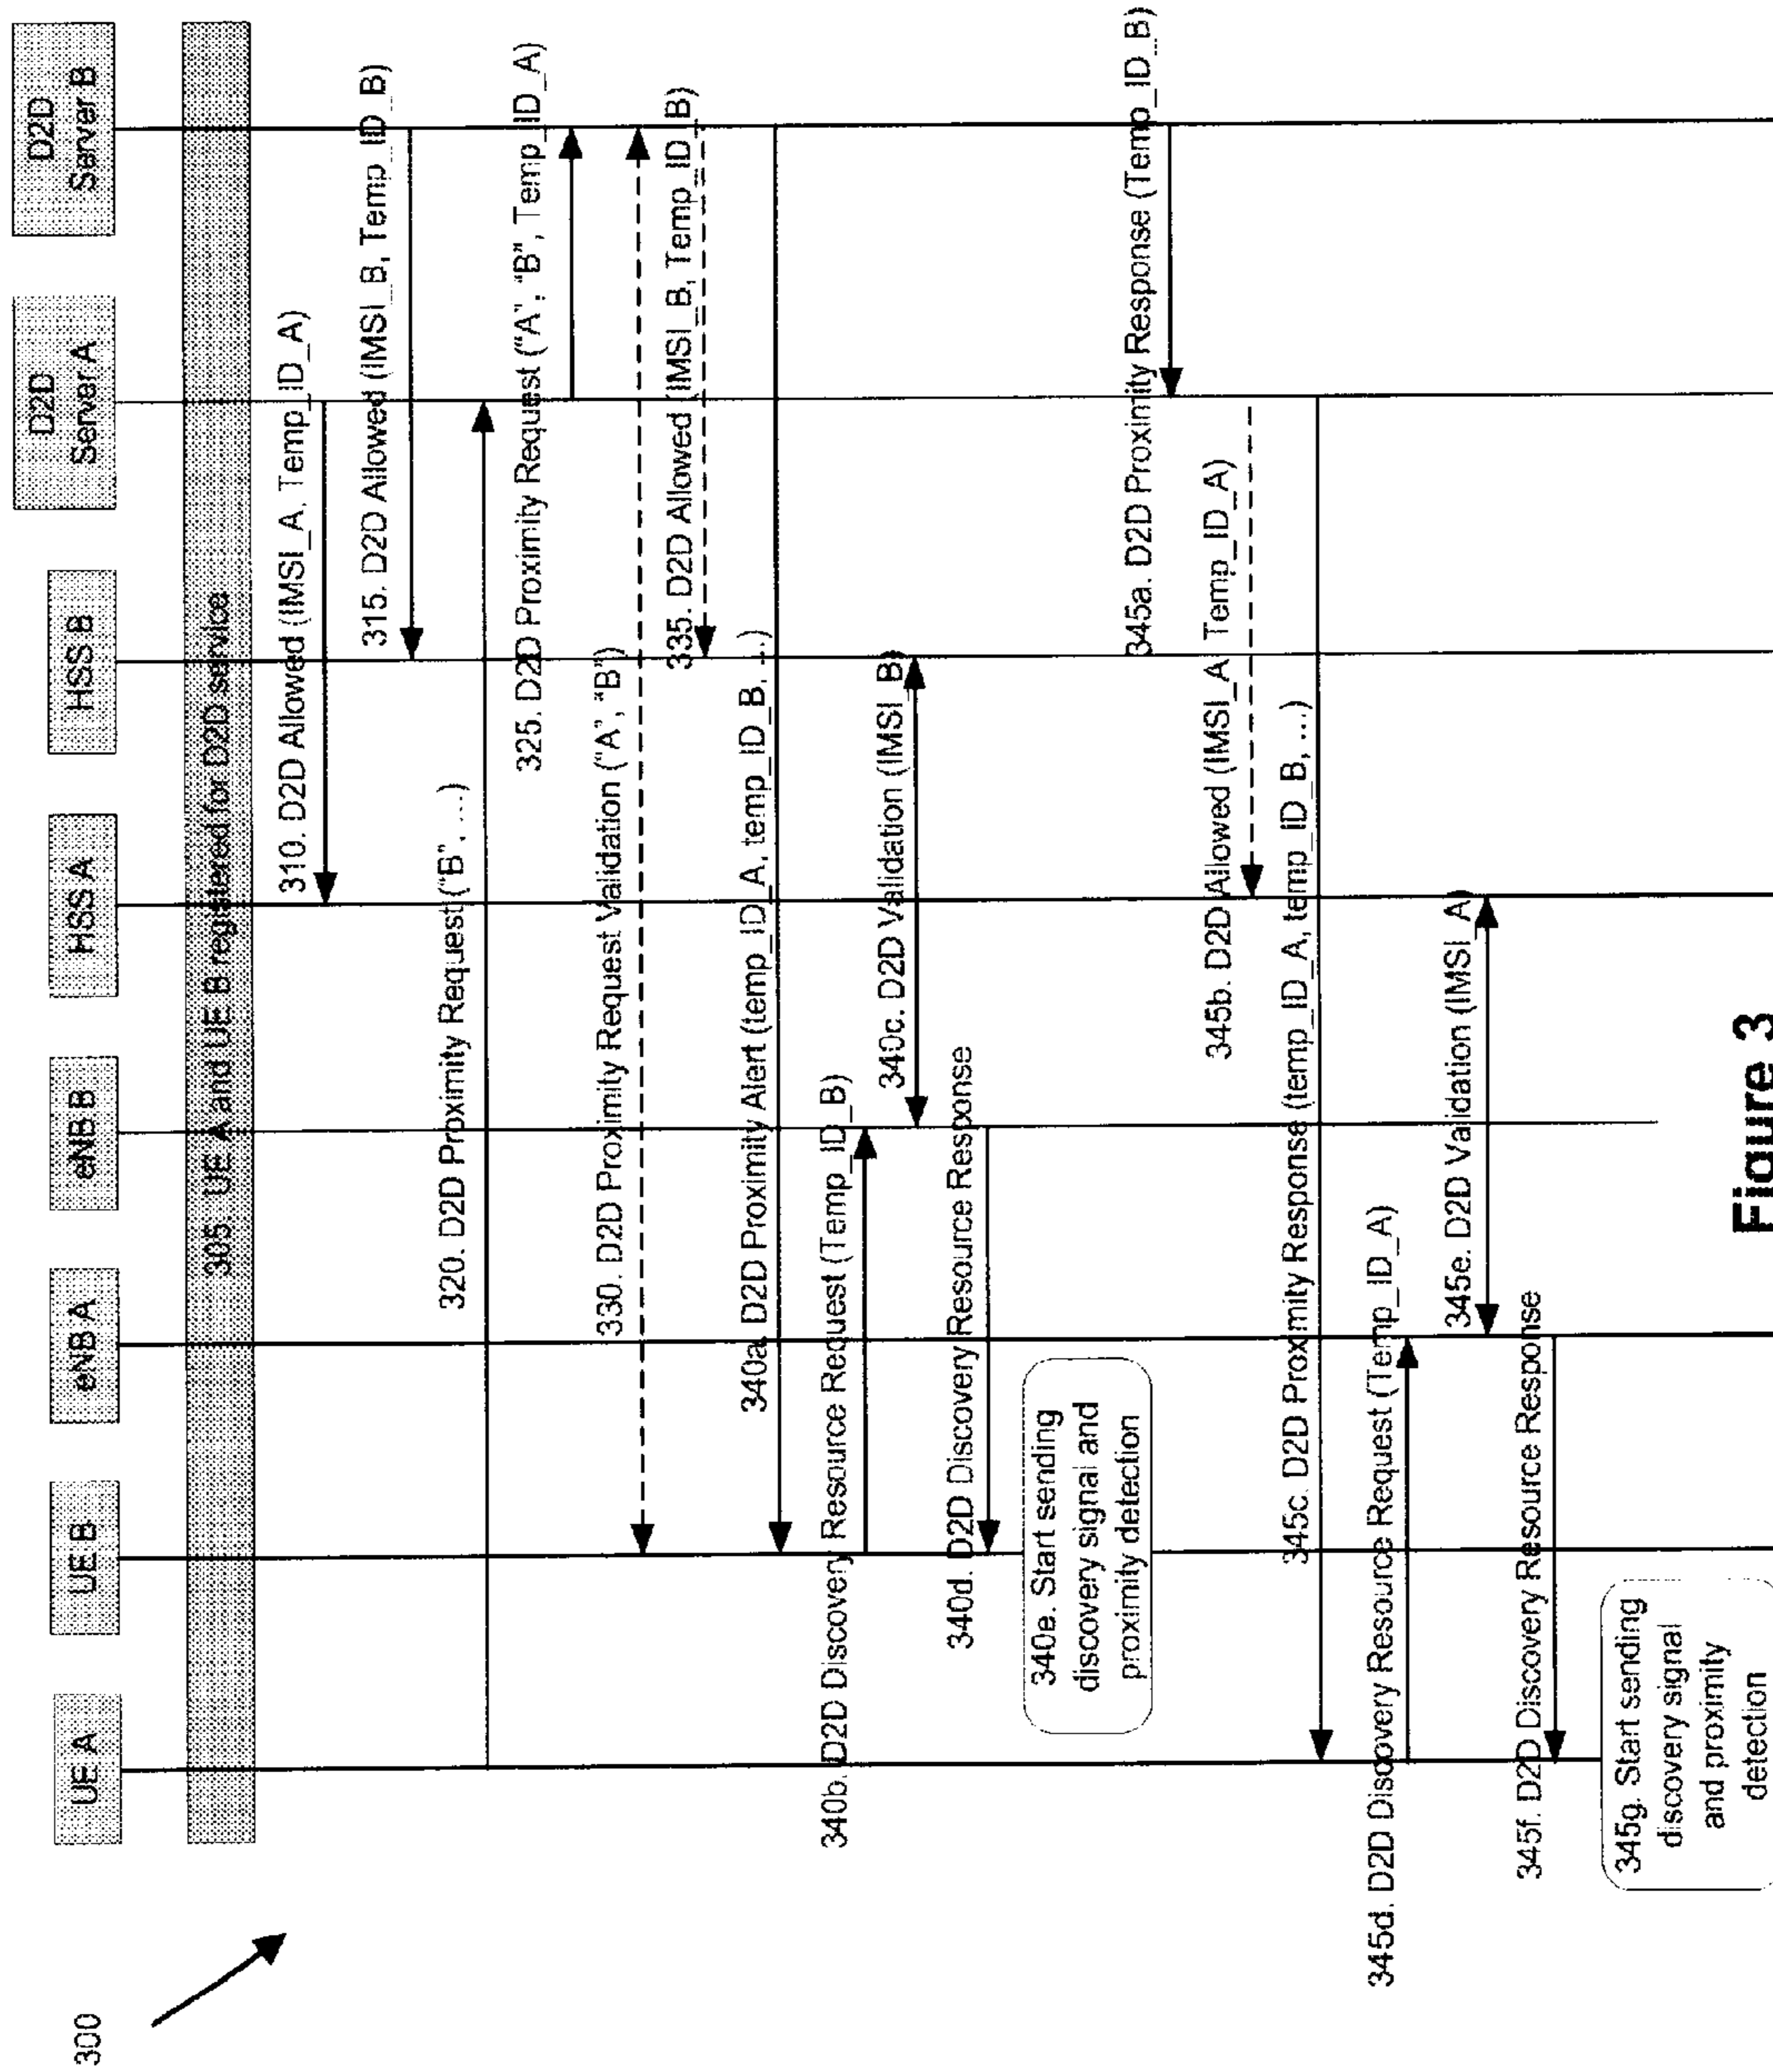 300
UE A
UE B
eNB A
eNB B
HSS A
HSS B
D2D
Server A
D2D
Server B
305. UE A and UE B registered for D2D service
310. D2D Allowed (IMSI_A, Temp_ID_A)
315. D2D Allowed (IMSI_B, Temp_ID_B)
320. D2D Proximity Request ("B", ...)
325. D2D Proximity Request ("A", "B", Temp_ID_A)
330. D2D Proximity Request Validation ("A", "B")
335. D2D Allowed (IMSI_B, Temp_ID_B)
340a. D2D Proximity Alert (temp_ID_A, temp_ID_B, ...)
340b. D2D Discovery Resource Request (Temp_ID_B)
340c. D2D Validation (IMSI_B)
340d. D2D Discovery Resource Response
340e. Start sending
discovery signal and
proximity detection
345a. D2D Proximity Response (Temp_ID_B)
345b. D2D Allowed (IMSI_A Temp_ID_A)
345c. D2D Proximity Response (temp_ID_A, temp_ID_B, ...)
345d. D2D Discovery Resource Request (Temp_ID_A)
345e. D2D Validation (IMSI_A)
345f. D2D Discovery Resource Response
345g. Start sending
discovery signal
and proximity
detection
Figure 3